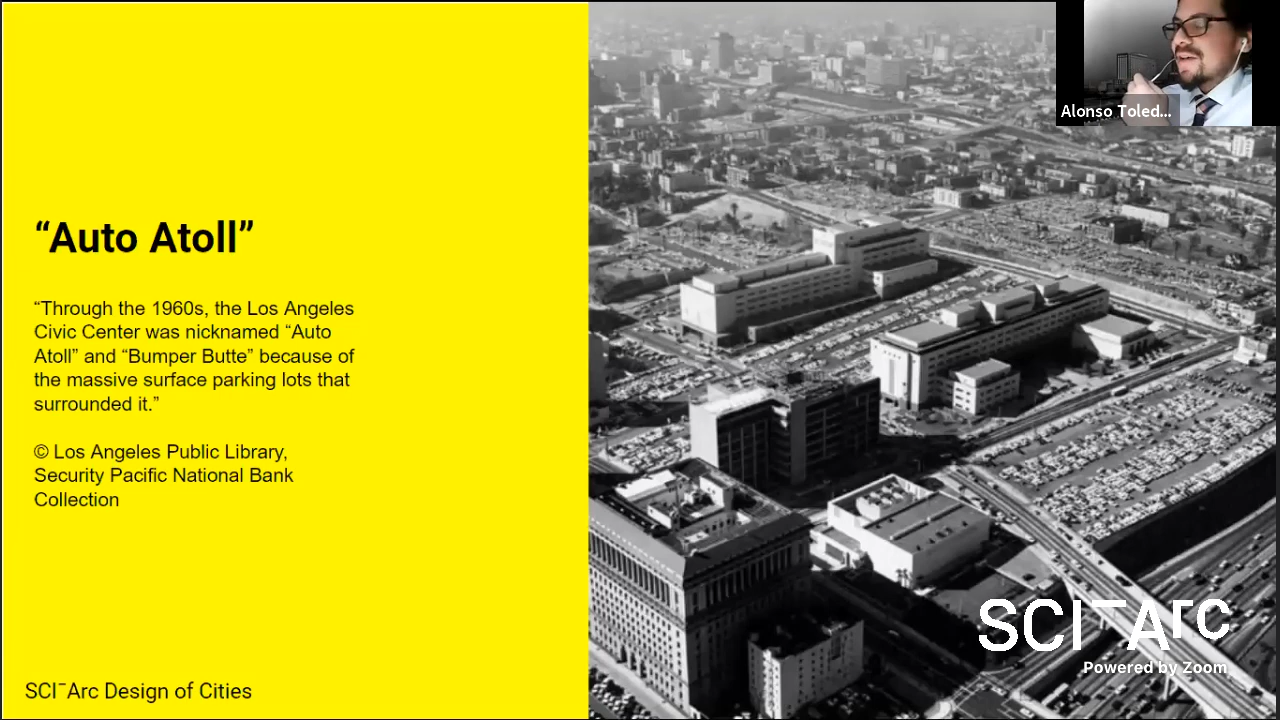 “Auto Atoll”
“Through the 1960s, the Los Angeles
Civic Center was nicknamed “Auto
Atoll” and “Bumper Butte” because of
the massive surface parking lots that
surrounded it.”
© Los Angeles Public Library,
Security Pacific National Bank
Collection
SCI⁻Arc Design of Cities
Alonso Toled...
SCI⁻Arc
Powered by Zoom